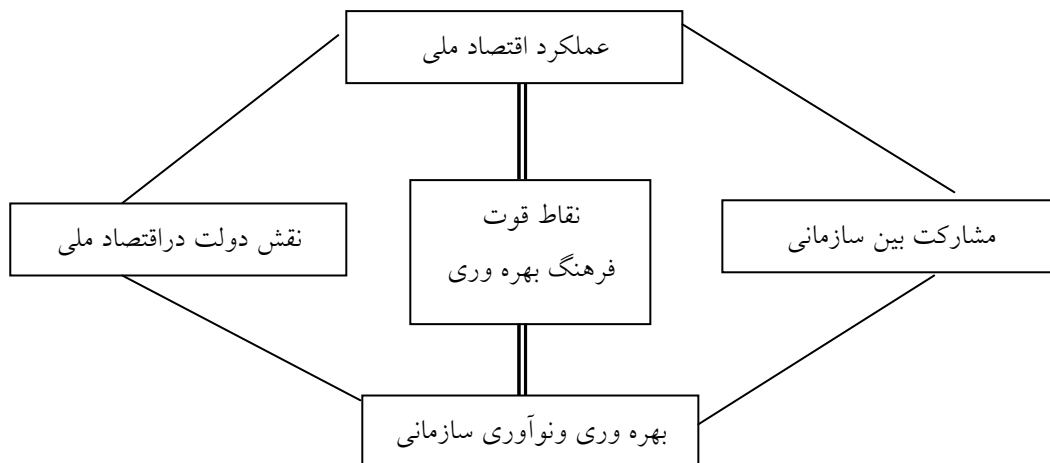 عملکرد اقتصاد ملی
نقاط قوت
فرهنگ بهره وری
مشارکت بین سازمانی
نقش دولت دراقتصاد ملی
بهره وری ونوآوری سازمانی